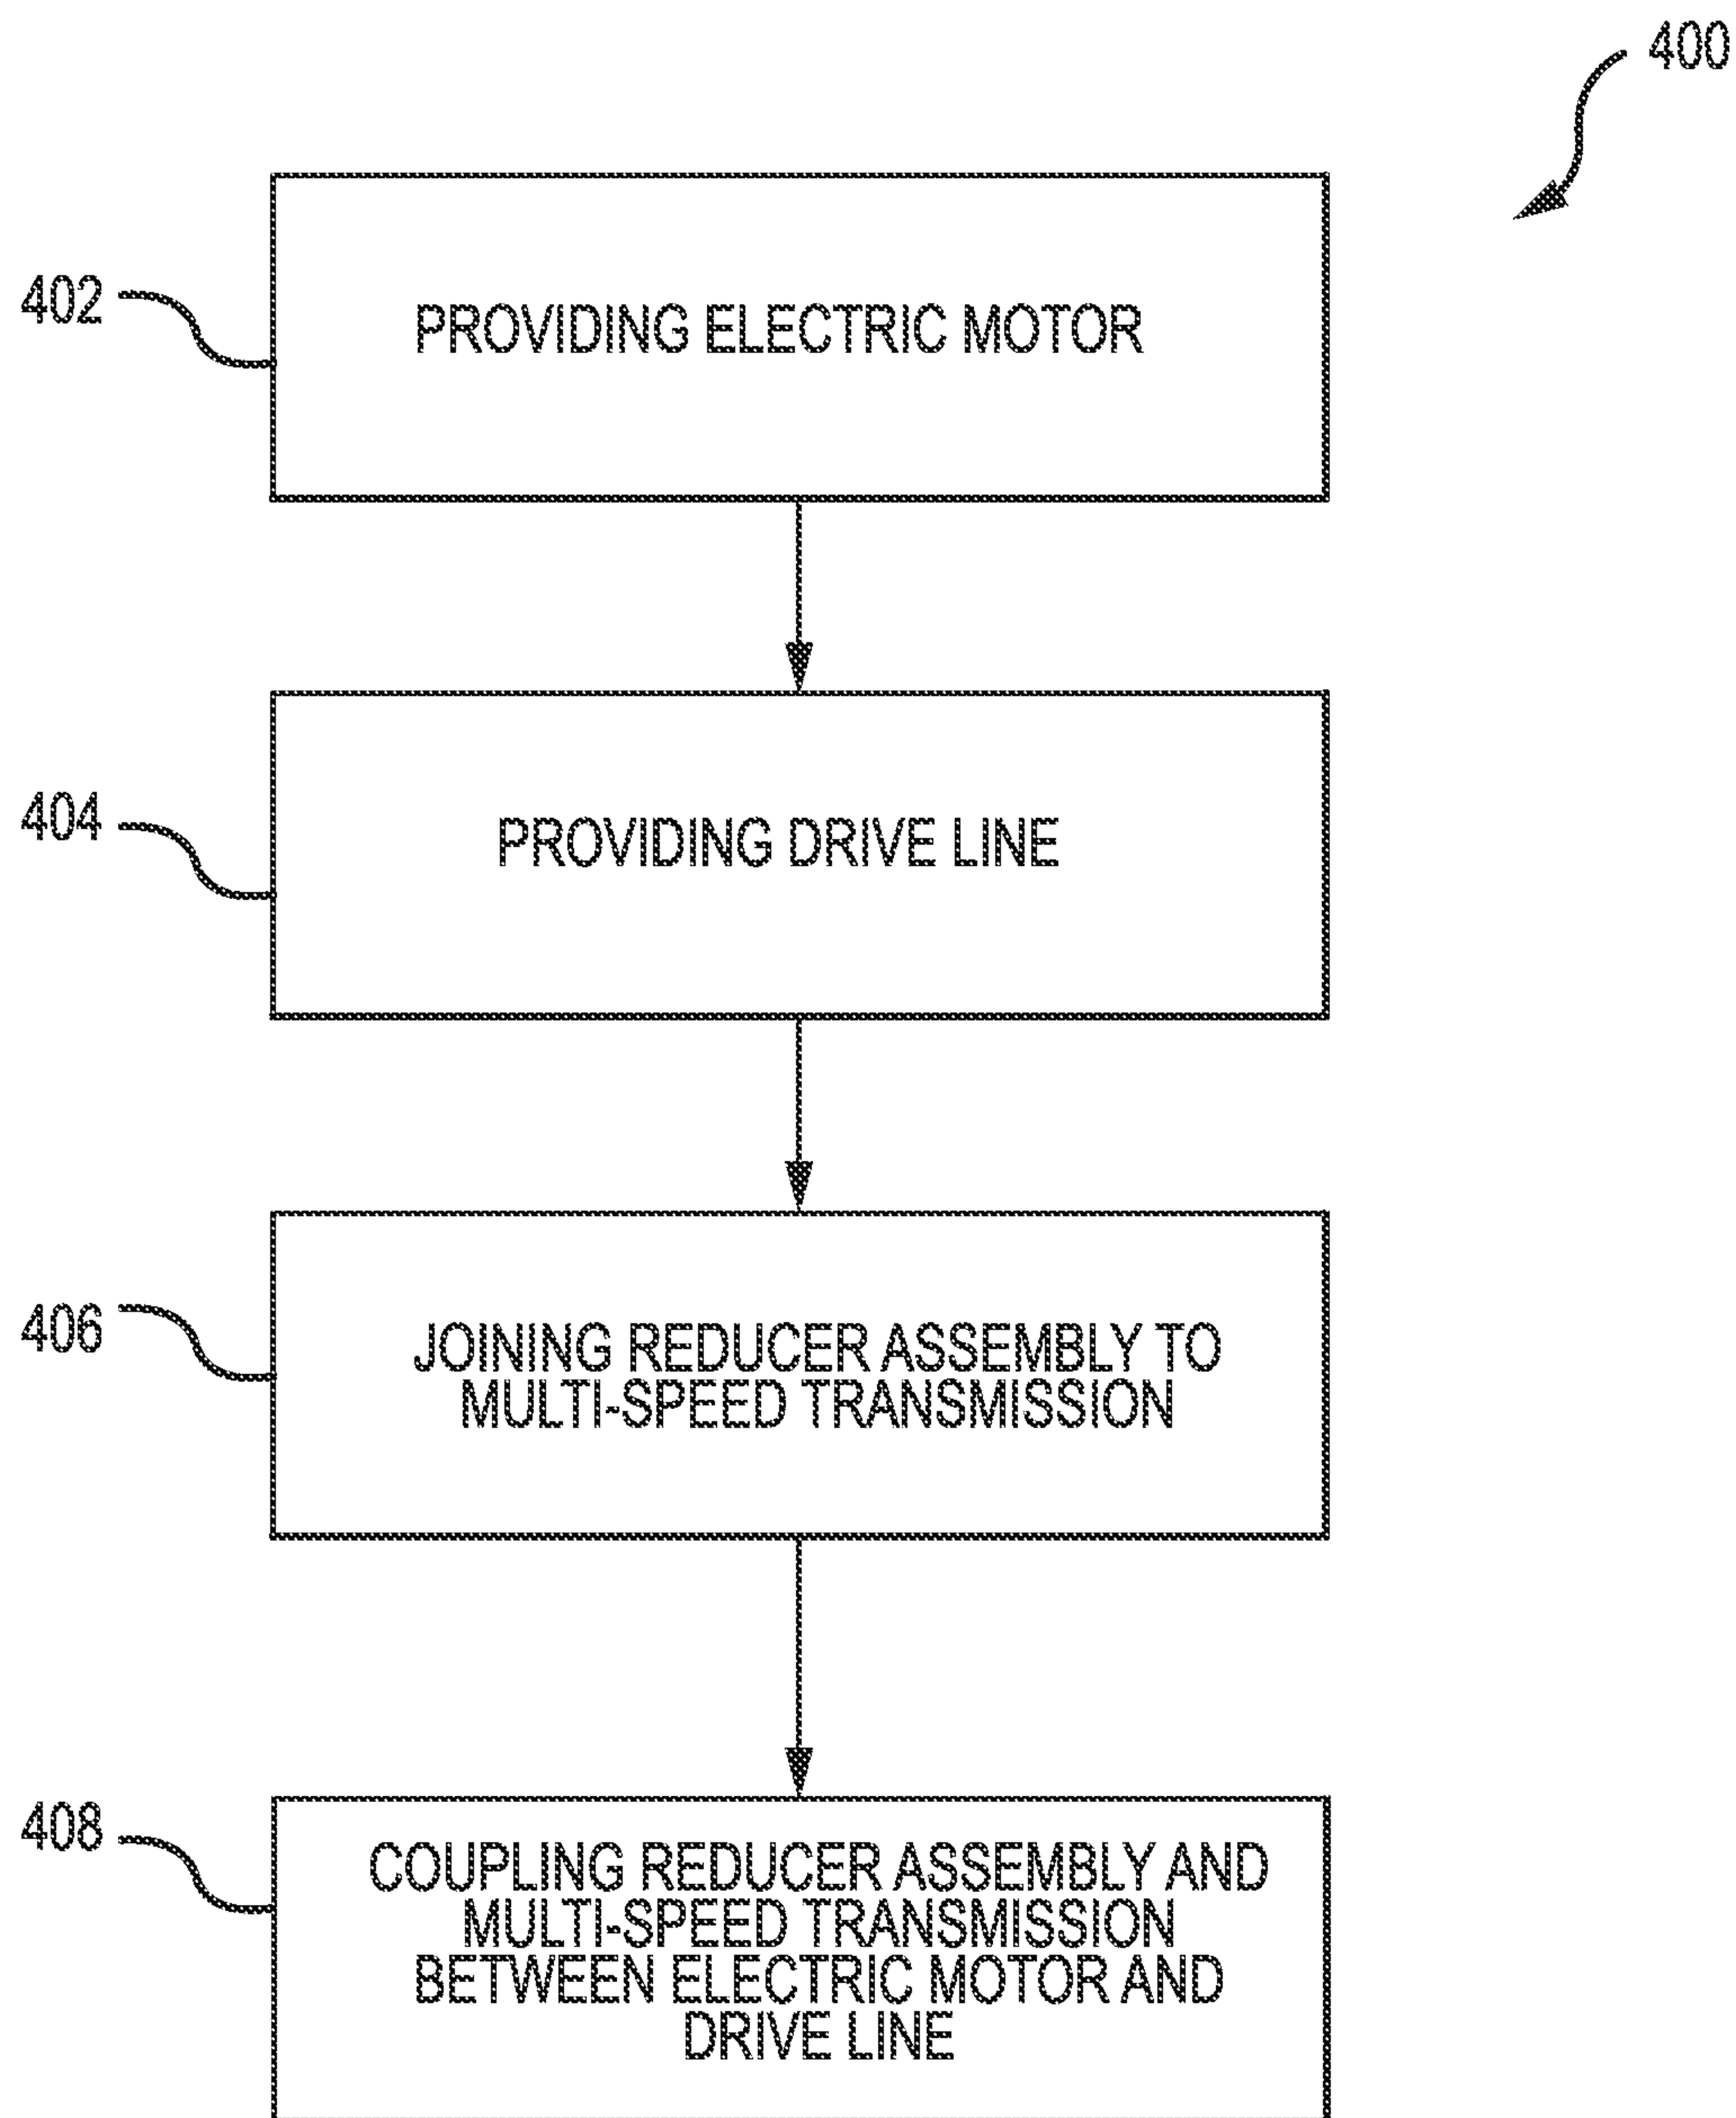 400
402
PROVIDING ELECTRIC MOTOR
404
PROVIDING DRIVE LINE
406
JOINING REDUCER ASSEMBLY TO
MULTI-SPEED TRANSMISSION
408
COUPLING REDUCER ASSEMBLY AND
MULTI-SPEED TRANSMISSION
BETWEEN ELECTRIC MOTOR AND
DRIVE LINE